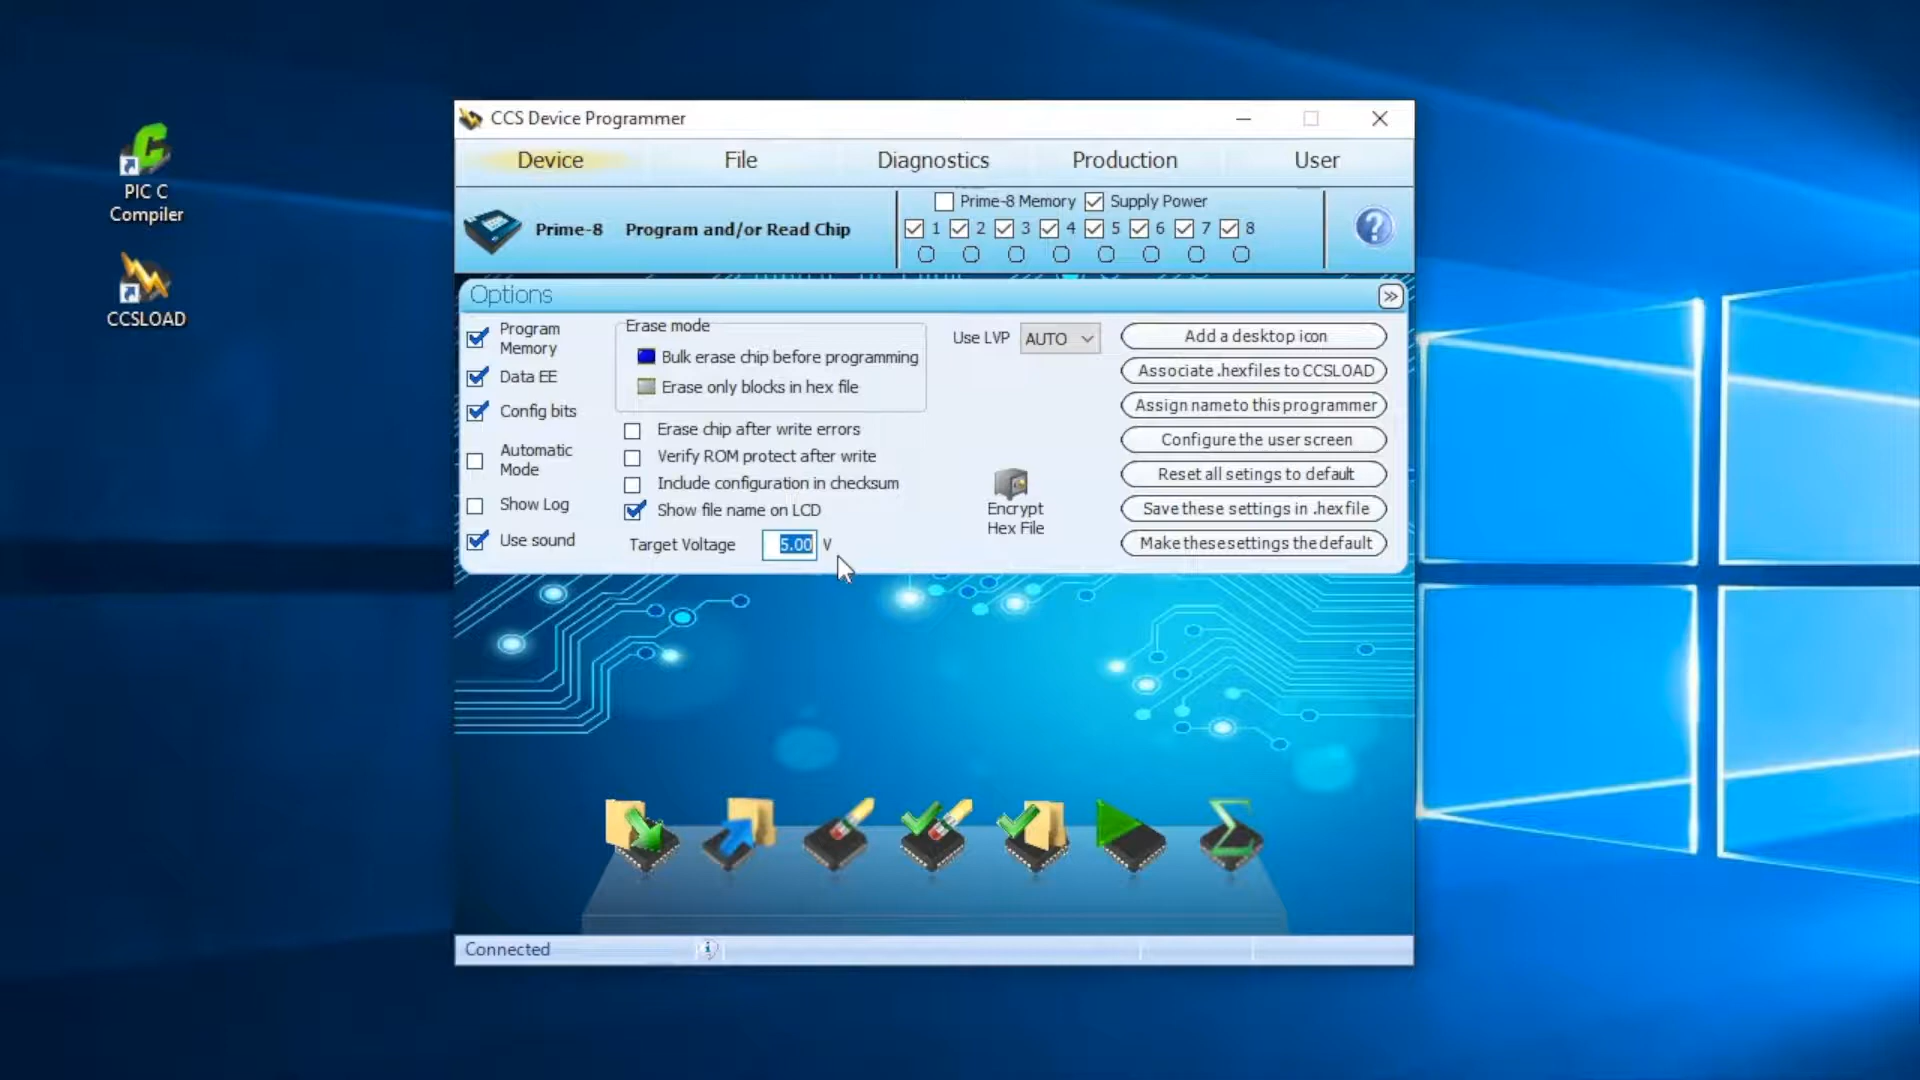 PIC C
Compiler
CCSLOAD
CCS Device Programmer
Device File Diagnostics Production User
Prime-8 Program and/or Read Chip
Prime-8 Memory Supply Power
1 2 3 4 5 6 7 8
Options
Program
Memory
Data EE
Config bits
Automatic
Mode
Show Log
Use sound
Erase mode
Bulk erase chip before programming
Erase only blocks in hex file
Erase chip after write errors
Verify ROM protect after write
Include configuration in checksum
Show file name on LCD
Target Voltage 5.00 V
Use LVP AUTO
Encrypt
Hex File
Add a desktop icon
Associate .hexfiles to CCSLOAD
Assign name to this programmer
Configure the user screen
Reset all setings to default
Save these settings in .hex file
Make these settings the default
Connected